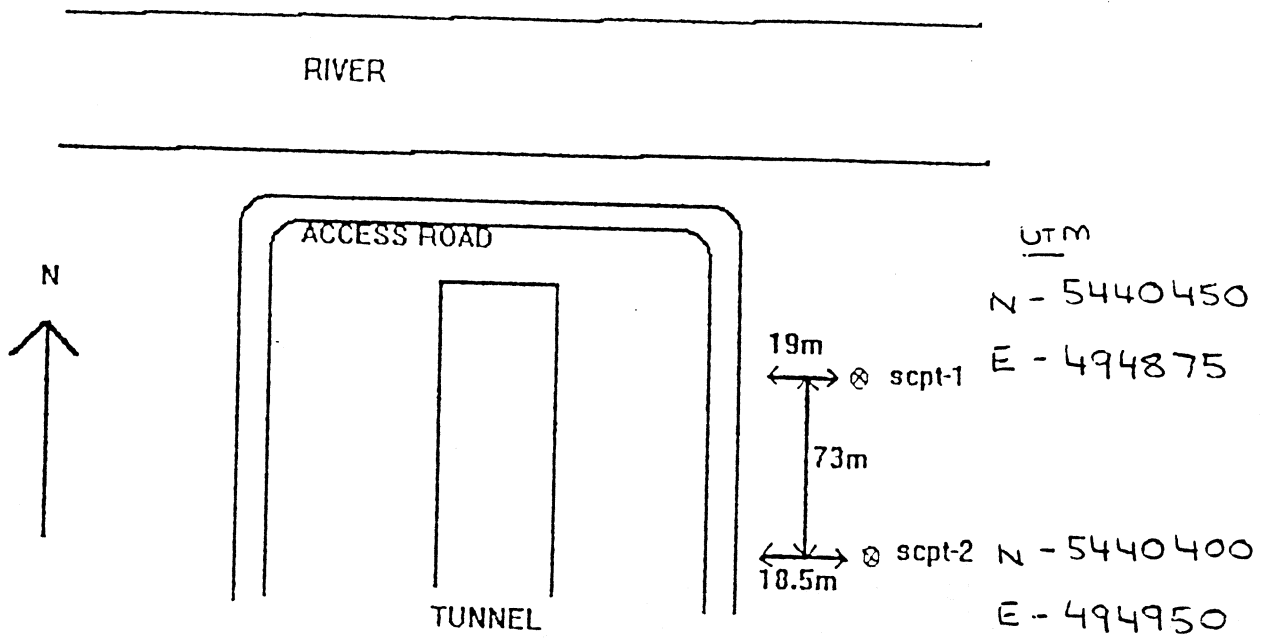 RIVER
ACCESS ROAD
N
UTM
N - 5440450
19m
E - 494875
scpt-1
73m
scpt-2 N - 5440400
18.5m
E - 494950
TUNNEL